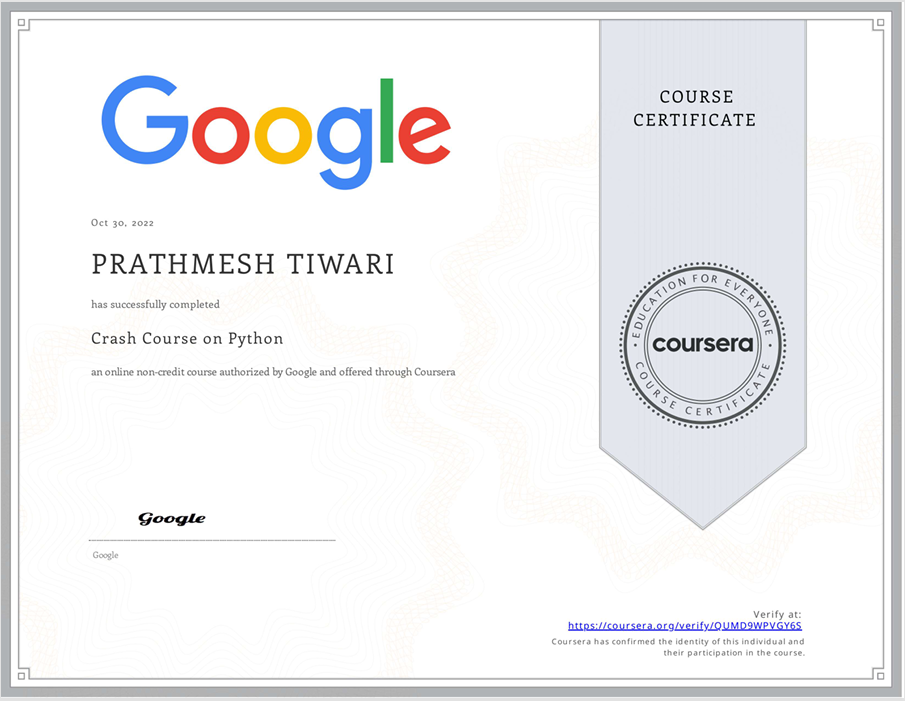 Google
COURSE
CERTIFICATE
Oct 30, 2022
PRATHMESH TIWARI
has successfully completed
Crash Course on Python
an online non-credit course authorized by Google and offered through Coursera
EDUCATION FOR EVERYONE
coursera
COURSE CERTIFICATE
Google
Google
Verify at:
https://coursera.org/verify/QUMD9WPVGY6S
Coursera has confirmed the identity of this individual and
their participation in the course.